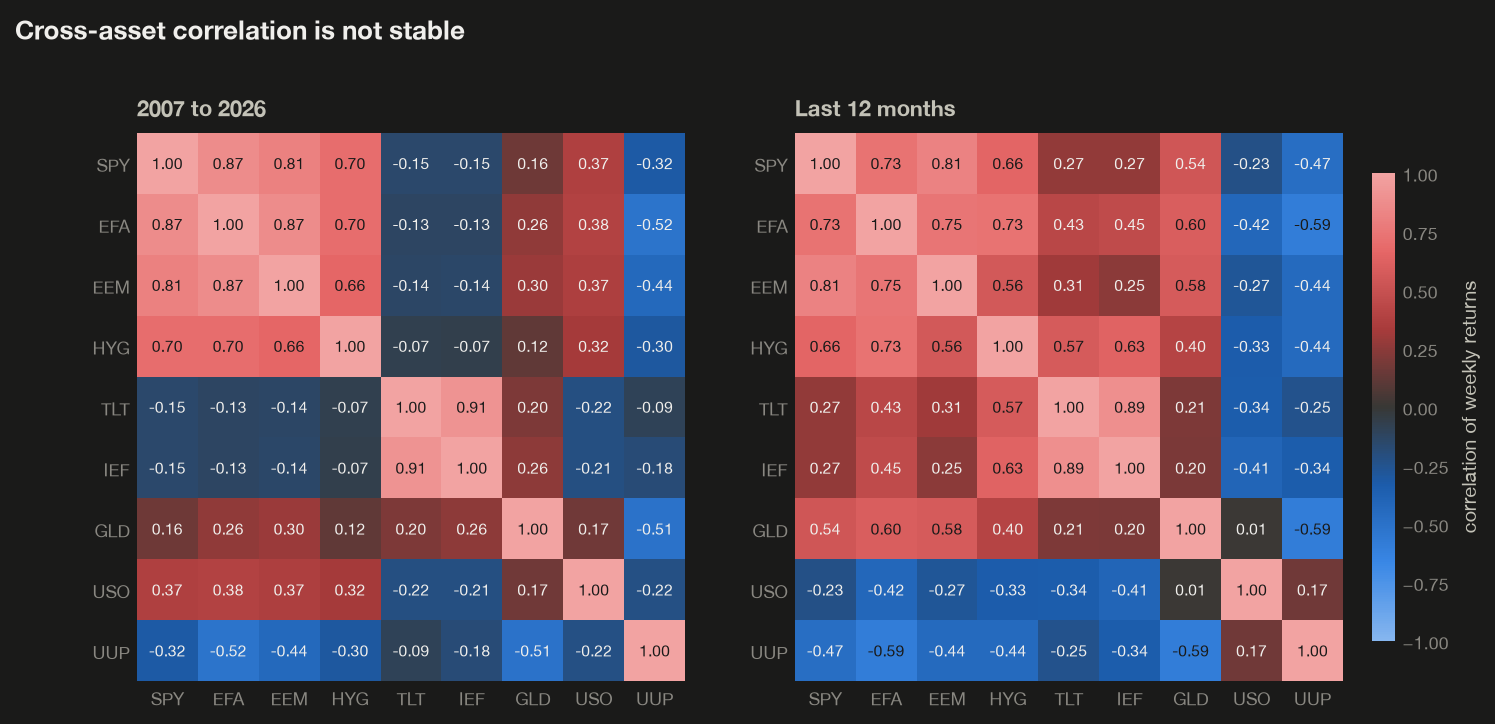 Cross-asset correlation is not stable
2007 to 2026
SPY 1.00 0.87 0.81 0.70 -0.15 -0.15 0.16 0.37 -0.32
EFA 0.87 1.00 0.87 0.70 -0.13 -0.13 0.26 0.38 -0.52
EEM 0.81 0.87 1.00 0.66 -0.14 -0.14 0.30 0.37 -0.44
HYG 0.70 0.70 0.66 1.00 -0.07 -0.07 0.12 0.32 -0.30
TLT -0.15 -0.13 -0.14 -0.07 1.00 0.91 0.20 -0.22 -0.09
IEF -0.15 -0.13 -0.14 -0.07 0.91 1.00 0.26 -0.21 -0.18
GLD 0.16 0.26 0.30 0.12 0.20 0.26 1.00 0.17 -0.51
USO 0.37 0.38 0.37 0.32 -0.22 -0.21 0.17 1.00 -0.22
UUP -0.32 -0.52 -0.44 -0.30 -0.09 -0.18 -0.51 -0.22 1.00
SPY EFA EEM HYG TLT IEF GLD USO UUP
Last 12 months
SPY 1.00 0.73 0.81 0.66 0.27 0.27 0.54 -0.23 -0.47
EFA 0.73 1.00 0.75 0.73 0.43 0.45 0.60 -0.42 -0.59
EEM 0.81 0.75 1.00 0.56 0.31 0.25 0.58 -0.27 -0.44
HYG 0.66 0.73 0.56 1.00 0.57 0.63 0.40 -0.33 -0.44
TLT 0.27 0.43 0.31 0.57 1.00 0.89 0.21 -0.34 -0.25
IEF 0.27 0.45 0.25 0.63 0.89 1.00 0.20 -0.41 -0.34
GLD 0.54 0.60 0.58 0.40 0.21 0.20 1.00 0.01 -0.59
USO -0.23 -0.42 -0.27 -0.33 -0.34 -0.41 0.01 1.00 0.17
UUP -0.47 -0.59 -0.44 -0.44 -0.25 -0.34 -0.59 0.17 1.00
SPY EFA EEM HYG TLT IEF GLD USO UUP
1.00
0.75
0.50
0.25
0.00
−0.25
−0.50
−0.75
−1.00
correlation of weekly returns